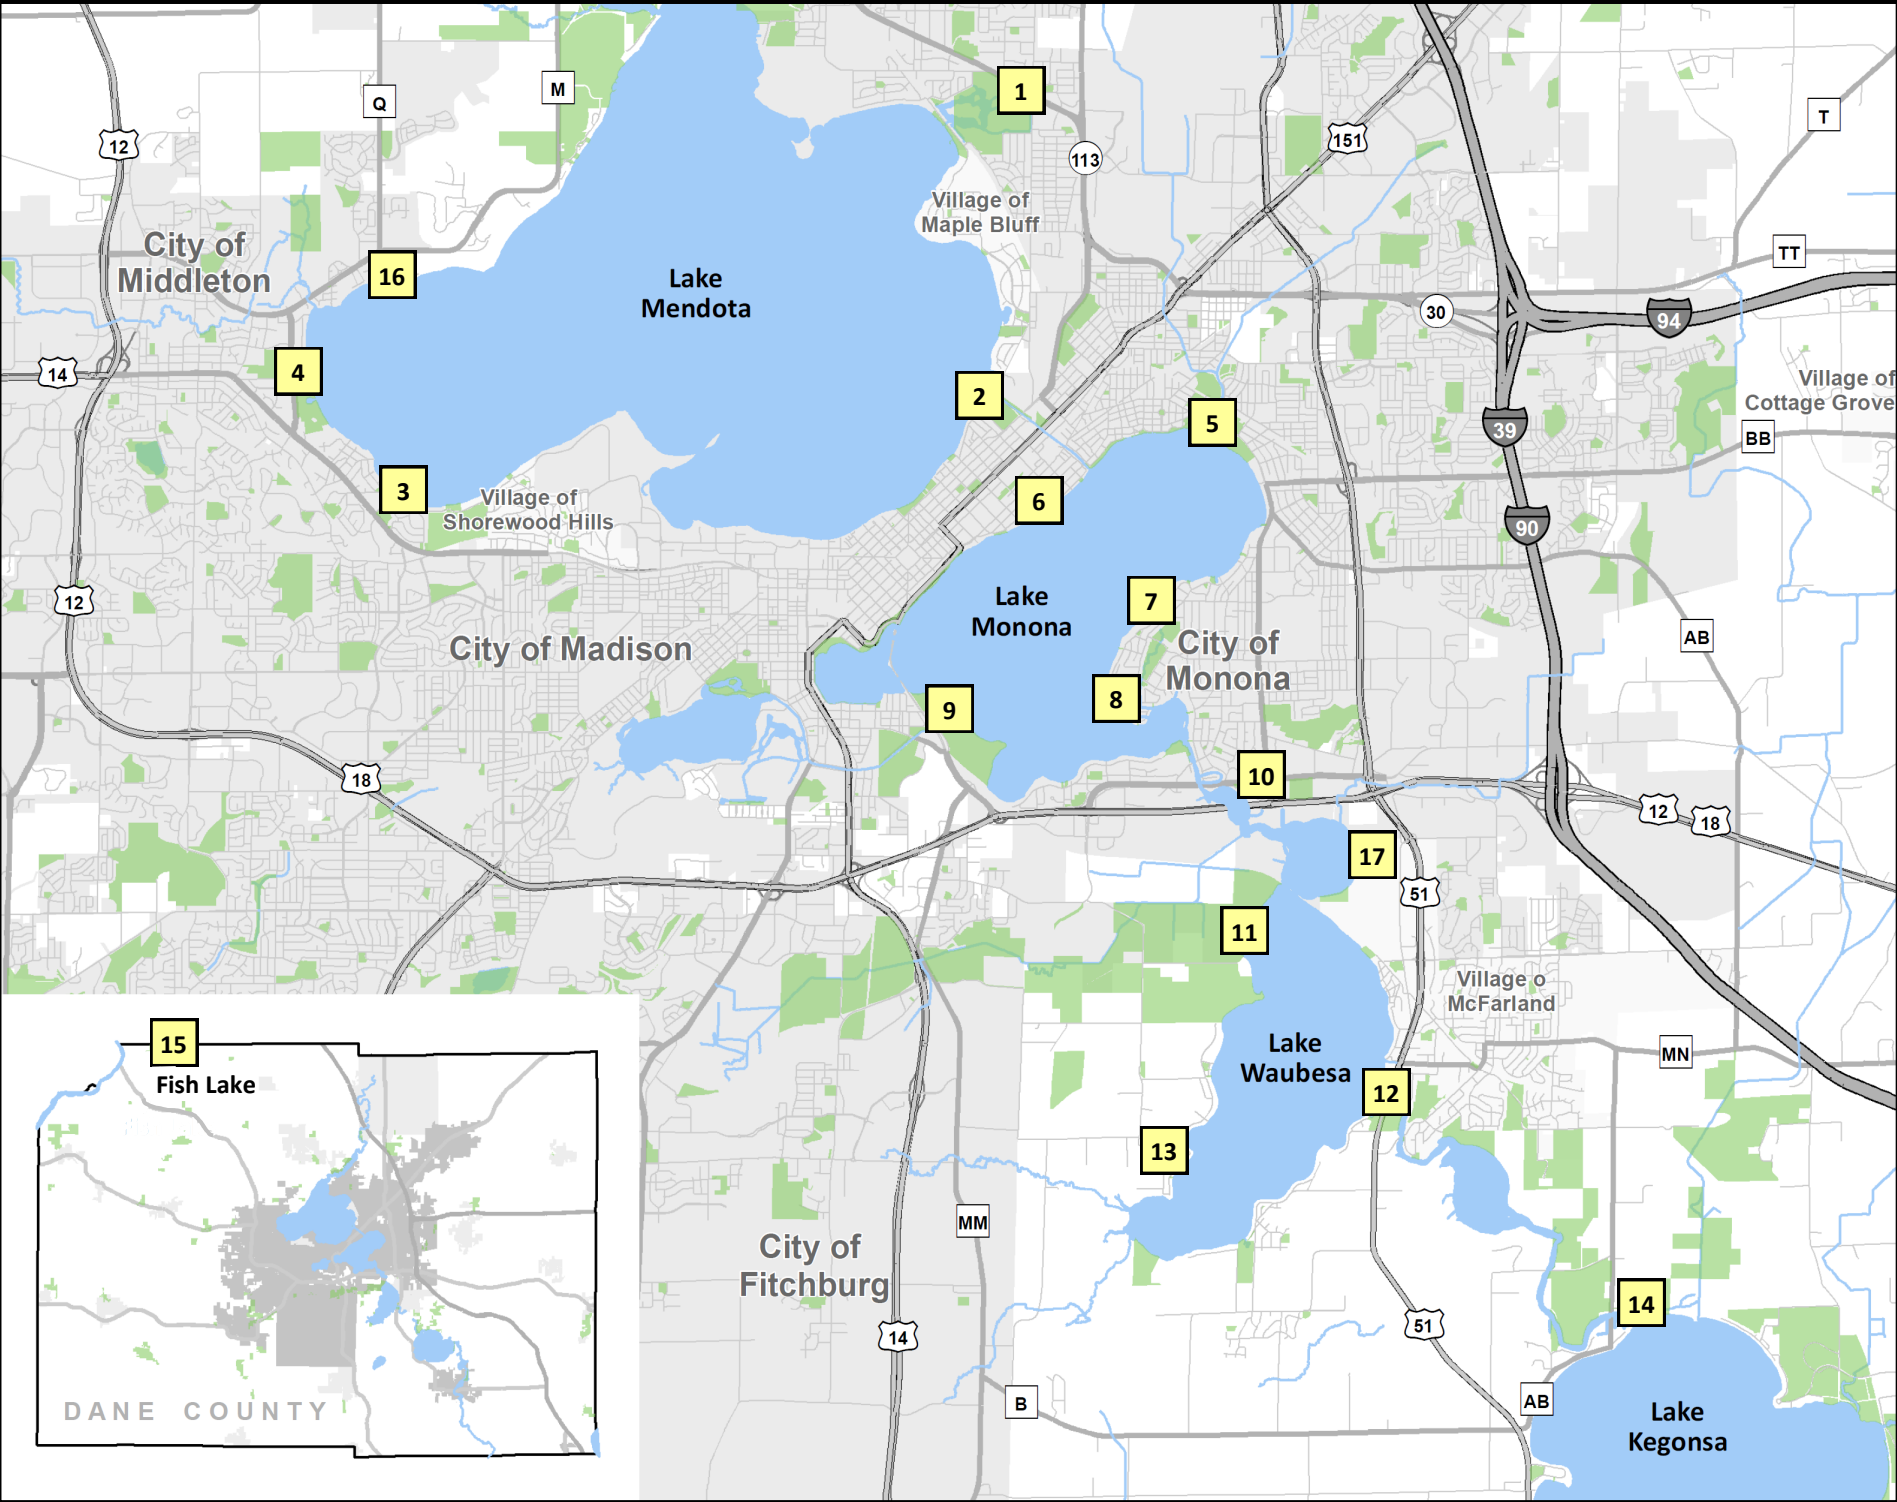 1
M
Q
T
12
151
113
Village of
Maple Bluff
City of
Middleton
TT
16
Lake
Mendota
30
94
4
14
Village of
Cottage Grove
2
5
39
BB
3
6
Village of
Shorewood Hills
90
12
7
Lake
Monona
AB
City of Madison
City of
Monona
8
9
18
10
12
18
17
51
11
Village o
McFarland
15
Fish Lake
Lake
Waubesa
MN
12
13
MM
City of
Fitchburg
14
14
51
B
AB
DANE COUNTY
Lake
Kegonsa